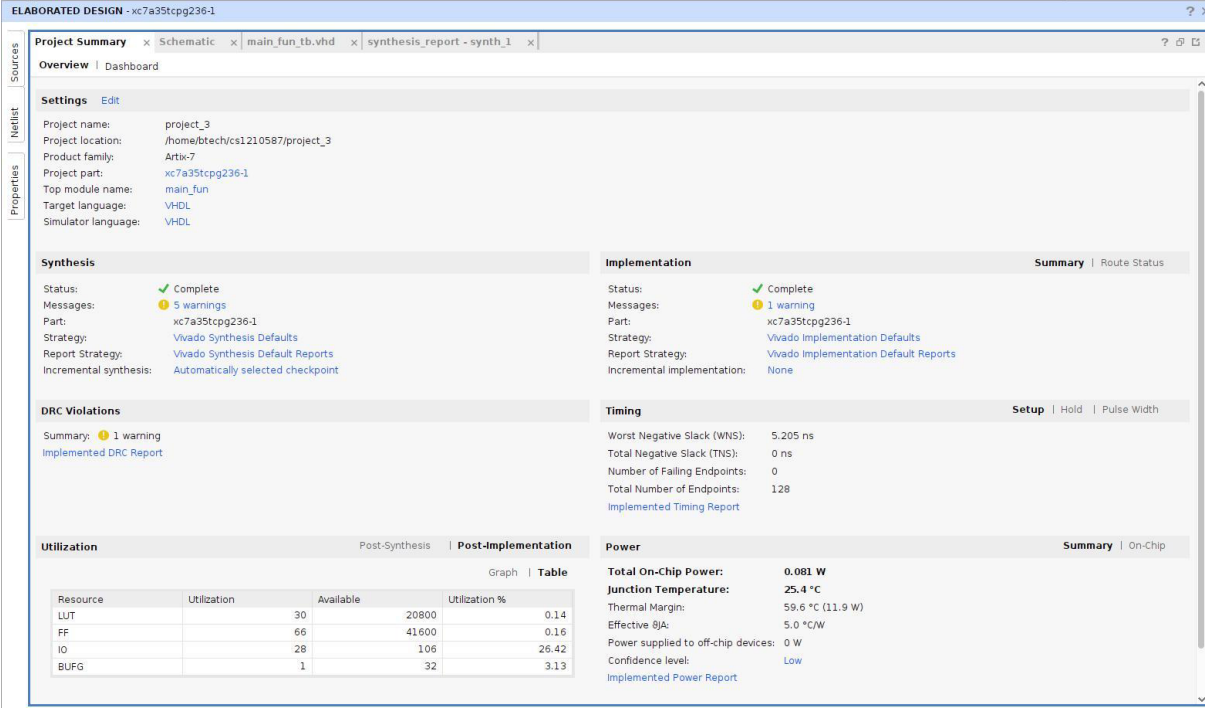 ELABORATED DESIGN - xc7a35tcpg236-1 ?
Sources
Netlist
Properties
Project Summary x Schematic x main_fun_tb.vhd x synthesis_report - synth_1 x ?
Overview | Dashboard
Settings Edit
Project name: project_3
Project location: /home/btech/cs1210587/project_3
Product family: Artix-7
Project part: xc7a35tcpg236-1
Top module name: main_fun
Target language: VHDL
Simulator language: VHDL
Synthesis
Status: Complete
Messages: 5 warnings
Part: xc7a35tcpg236-1
Strategy: Vivado Synthesis Defaults
Report Strategy: Vivado Synthesis Default Reports
Incremental synthesis: Automatically selected checkpoint
Implementation Summary | Route Status
Status: Complete
Messages: 1 warning
Part: xc7a35tcpg236-1
Strategy: Vivado Implementation Defaults
Report Strategy: Vivado Implementation Default Reports
Incremental implementation: None
DRC Violations
Summary: 1 warning
Implemented DRC Report
Timing Setup | Hold | Pulse Width
Worst Negative Slack (WNS): 5.205 ns
Total Negative Slack (TNS): 0 ns
Number of Failing Endpoints: 0
Total Number of Endpoints: 128
Implemented Timing Report
Utilization Post-Synthesis | Post-Implementation
Graph | Table
Resource Utilization Available Utilization %
LUT 30 20800 0.14
FF 66 41600 0.16
IO 28 106 26.42
BUFG 1 32 3.13
Power Summary | On-Chip
Total On-Chip Power: 0.081 W
Junction Temperature: 25.4 °C
Thermal Margin: 59.6 °C (11.9 W)
Effective ϑJA: 5.0 °C/W
Power supplied to off-chip devices: 0 W
Confidence level: Low
Implemented Power Report